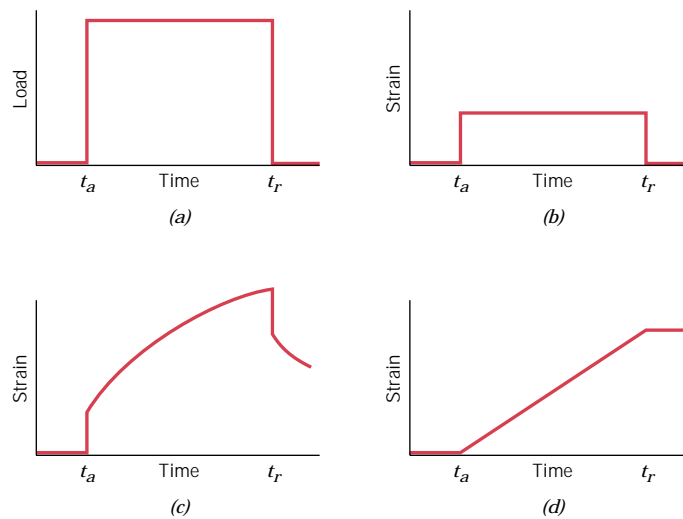 Load
t_a Time t_r
(a)
Strain
t_a Time t_r
(b)
Strain
t_a Time t_r
(c)
Strain
t_a Time t_r
(d)